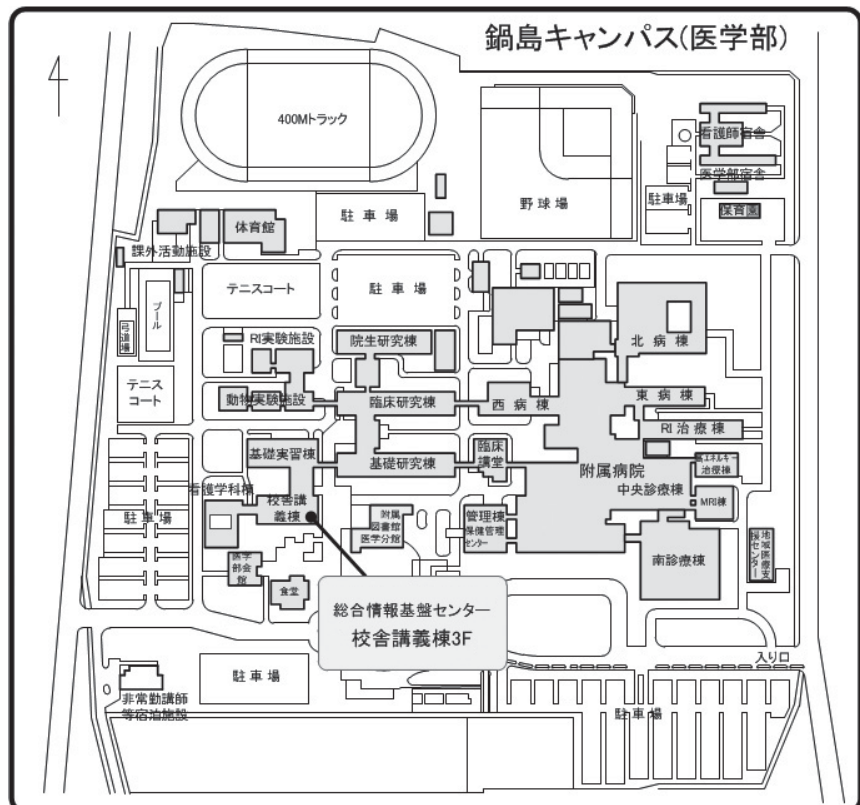 鍋島キャンパス(医学部)
400Mトラック
看護師宿舎
医学部宿舎
駐車場
保育園
野球場
駐車場
体育館
課外活動施設
テニスコート
駐車場
プール
弓道場
RI実験施設
院生研究棟
北病棟
テニス
コート
動物実験施設
臨床研究棟
西病棟
東病棟
RI治療棟
基礎実習棟
基礎研究棟
臨床
講堂
附属病院
中央診療棟
高エネルギー
治療棟
MRI棟
看護学科棟
校舎講
義棟
駐車場
附属
図書館
医学分館
管理棟
保健管理
センター
南診療棟
地域医療支
援センター
医学
部会
館
食堂
総合情報基盤センター
校舎講義棟3F
入り口
駐車場
非常勤講師
等宿泊施設
駐車場